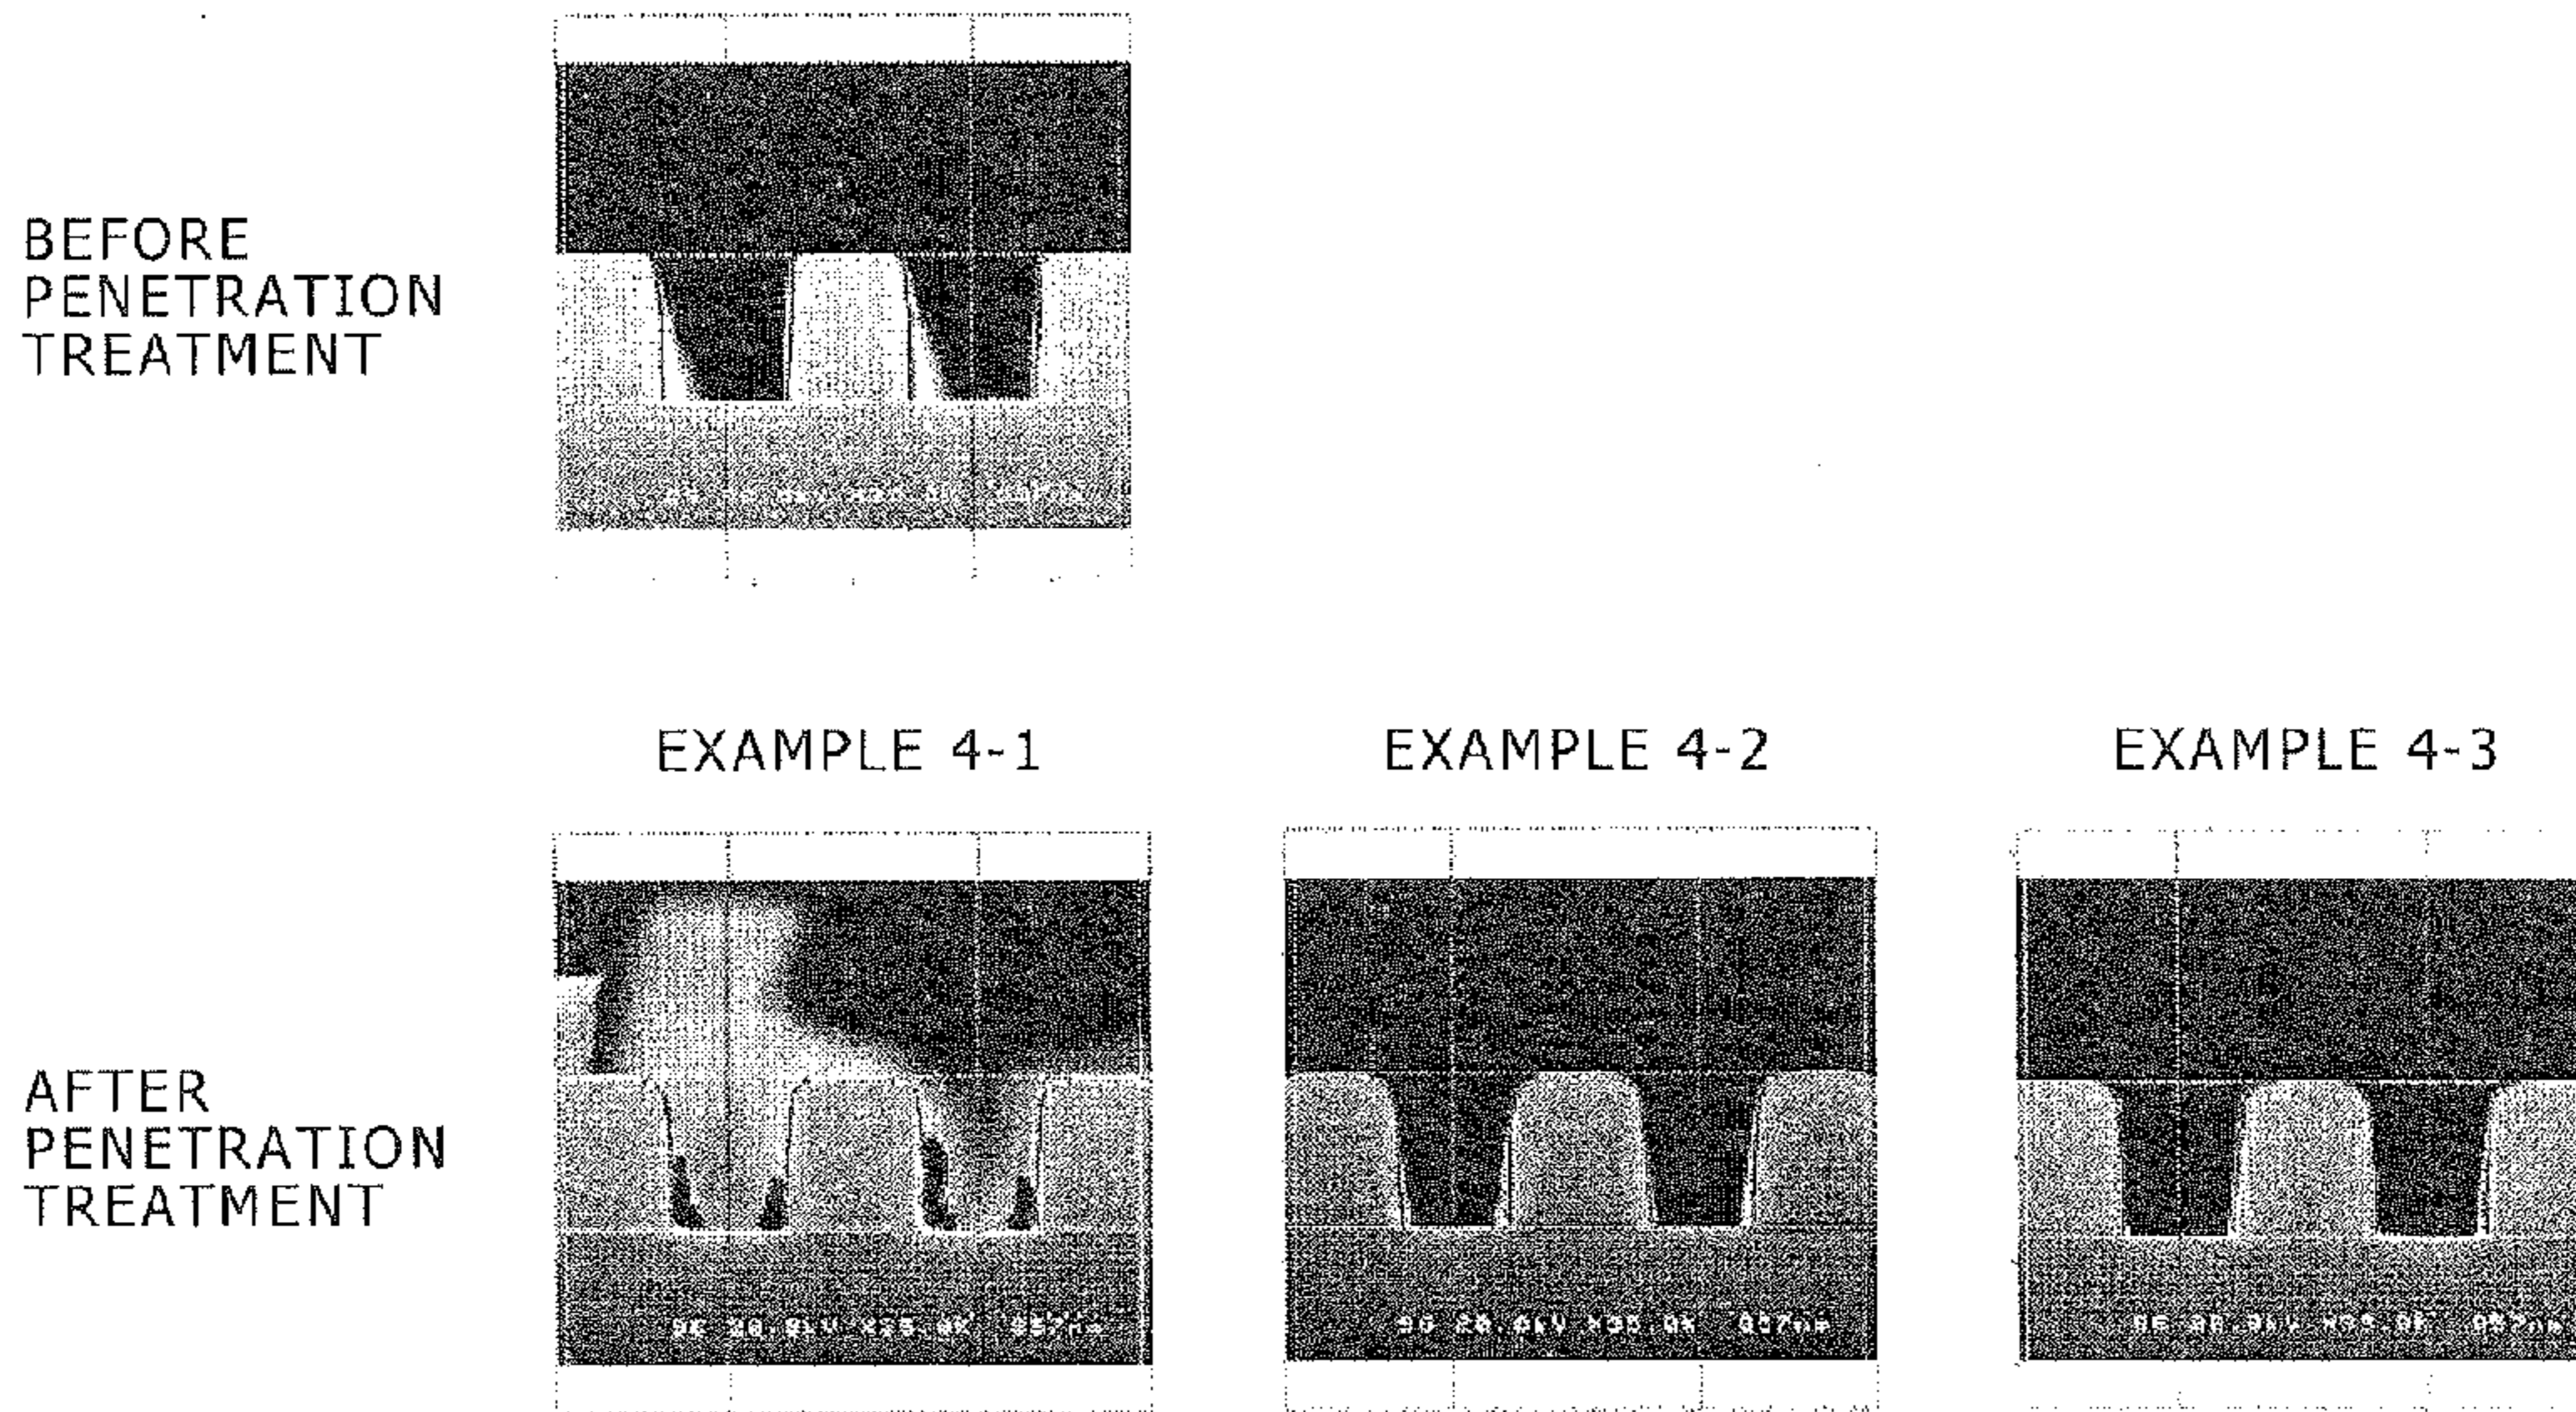 BEFORE
PENETRATION
TREATMENT
EXAMPLE 4-1
EXAMPLE 4-2
EXAMPLE 4-3
AFTER
PENETRATION
TREATMENT